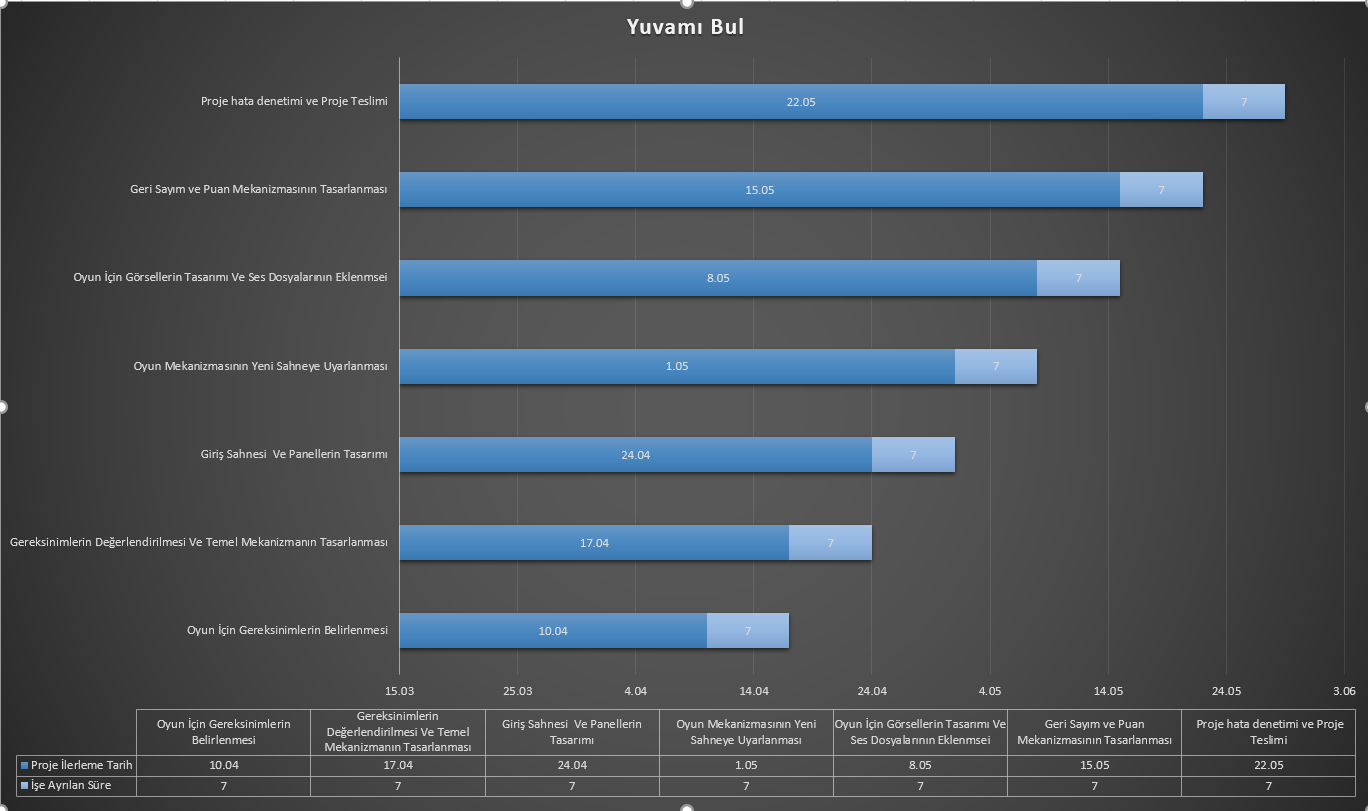 Yuvamı Bul
Proje hata denetimi ve Proje Teslimi
22.05 7
Geri Sayım ve Puan Mekanizmasının Tasarlanması
15.05 7
Oyun İçin Görsellerin Tasarımı Ve Ses Dosyalarının Eklenmsei
8.05 7
Oyun Mekanizmasının Yeni Sahneye Uyarlanması
1.05 7
Giriş Sahnesi  Ve Panellerin Tasarımı
24.04 7
Gereksinimlerin Değerlendirilmesi Ve Temel Mekanizmanın Tasarlanması
17.04 7
Oyun İçin Gereksinimlerin Belirlenmesi
10.04 7
15.03 25.03 4.04 14.04 24.04 4.05 14.05 24.05 3.06
Oyun İçin Gereksinimlerin
Belirlenmesi
Gereksinimlerin
Değerlendirilmesi Ve Temel
Mekanizmanın Tasarlanması
Giriş Sahnesi  Ve Panellerin
Tasarımı
Oyun Mekanizmasının Yeni
Sahneye Uyarlanması
Oyun İçin Görsellerin Tasarımı Ve
Ses Dosyalarının Eklenmsei
Geri Sayım ve Puan
Mekanizmasının Tasarlanması
Proje hata denetimi ve Proje
Teslimi
Proje İlerleme Tarih 10.04 17.04 24.04 1.05 8.05 15.05 22.05
İşe Ayrılan Süre 7 7 7 7 7 7 7